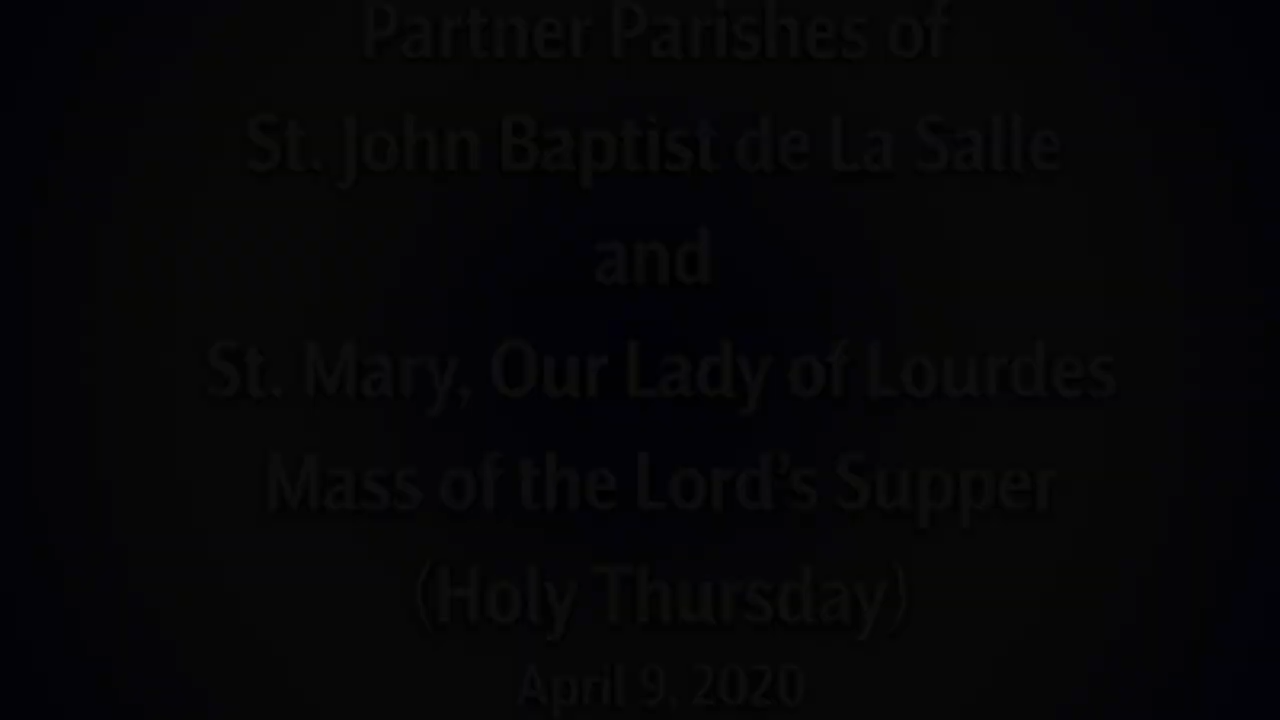 Partner Parishes of
St. John Baptist de La Salle
and
St. Mary, Our Lady of Lourdes
Mass of the Lord's Supper
(Holy Thursday)
April 9, 2020